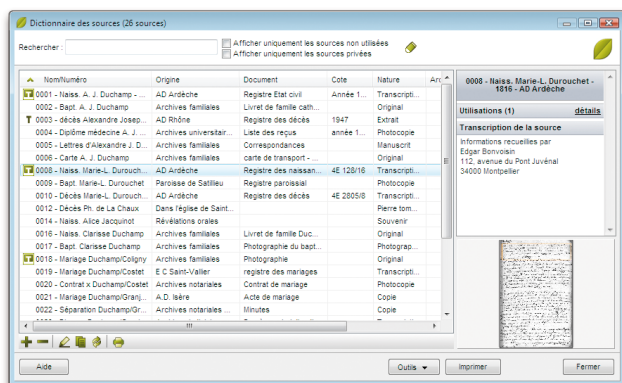 Dictionnaire des sources (26 sources)
Rechercher :
Afficher uniquement les sources non utilisées
Afficher uniquement les sources privées
Nom/Numéro Origine Document Cote Nature Arc
0001 - Naiss. A. J. Duchamp - ... AD Ardèche Registre Etat civil Année 1... Transcripti...
0002 - Bapt. A. J. Duchamp Archives familiales Livret de famille cath... Original
T 0003 - décès Alexandre Josep... AD Rhône Registre des décès 1947 Extrait
0004 - Diplôme médecine A. J. ... Archives universitair... Liste des reçus année 1... Photocopie
0005 - Lettres d'Alexandre J. D... Archives familiales Correspondances Manuscrit
0006 - Carte A. J. Duchamp Archives familiales carte de transport - ... Original
0008 - Naiss. Marie-L. Durouch... AD Ardèche Registre des naissan... 4E 128/16 Transcripti...
0009 - Bapt. Marie-L. Durouchet Paroisse de Satillieu Registre paroissial Photocopie
0010 - Décès Marie-L. Durouch... AD Ardèche Registre des décès 4E 2805/8 Transcripti...
0012 - Décès Ph. de La Chaux Dans l'église de Saint... Pierre tom...
0014 - Naiss. Alice Jacquinot Révélations orales Souvenir
0016 - Naiss. Clarisse Duchamp Archives familiales Livret de famille Duc... Original
0017 - Bapt. Clarisse Duchamp Archives familiales Photographie du bapt... Photograp...
0018 - Mariage Duchamp/Coligny Archives familiales Photographie Original
0019 - Mariage Duchamp/Costet E C Saint-Vallier registre des mariages Transcripti...
0020 - Contrat x Duchamp/Costet Archives notariales Contrat de mariage Photocopie
0021 - Mariage Duchamp/Granj... A.D. Isère Acte de mariage Copie
0022 - Séparation Duchamp/Gr... Archives notariales ... Minutes Copie
0008 - Naiss. Marie-L. Durouchet -
1816 - AD Ardèche
Utilisations (1) détails
Transcription de la source
Informations recueillies par
Edgar Bonvoisin
112, avenue du Pont Juvénal
34000 Montpellier
Aide Outils Imprimer Fermer